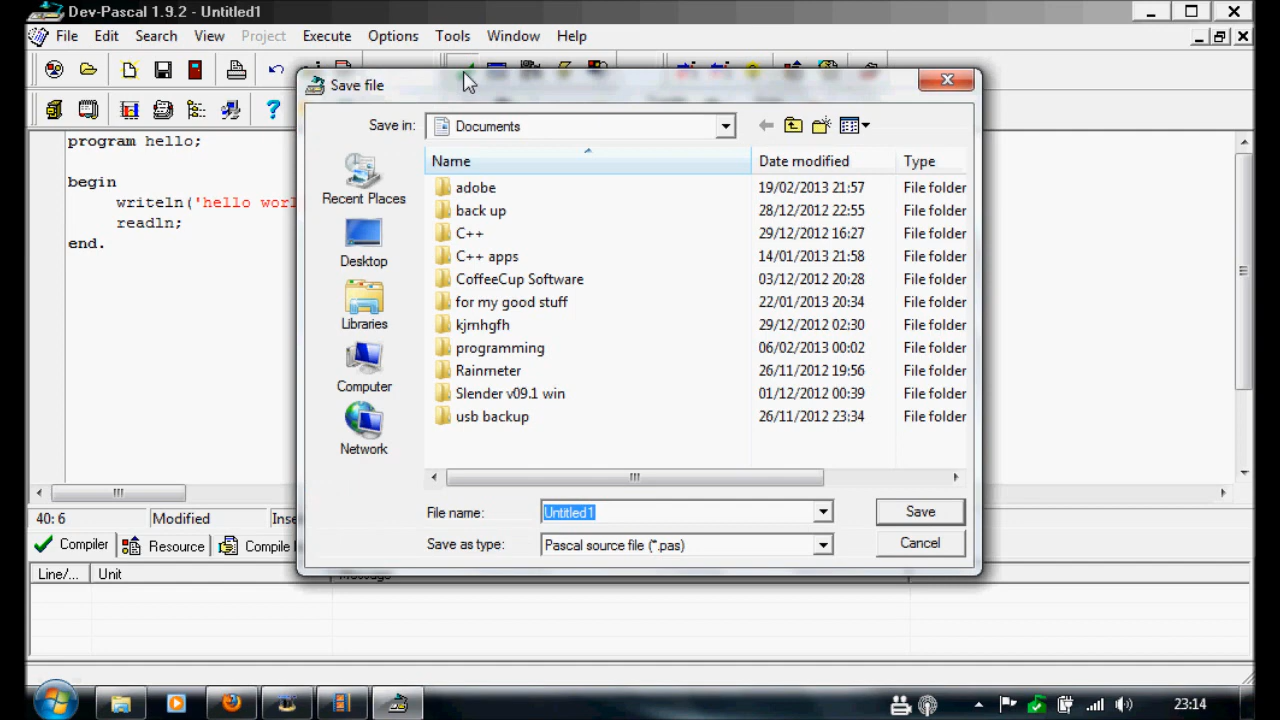 Dev-Pascal 1.9.2 - Untitled1
File Edit Search View Project Execute Options Tools Window Help
program hello;
begin
writeln('hello worl
readln;
end.
Save file
Save in: Documents
Name Date modified Type
Recent Places
Desktop
Libraries
Computer
Network
adobe 19/02/2013 21:57 File folder
back up 28/12/2012 22:55 File folder
C++ 29/12/2012 16:27 File folder
C++ apps 14/01/2013 21:58 File folder
CoffeeCup Software 03/12/2012 20:28 File folder
for my good stuff 22/01/2013 20:34 File folder
kjrnhgfh 29/12/2012 02:30 File folder
programming 06/02/2013 00:02 File folder
Rainmeter 26/11/2012 19:56 File folder
Slender v09.1 win 01/12/2012 00:39 File folder
usb backup 26/11/2012 23:34 File folder
File name: Untitled1 Save
Save as type: Pascal source file (*.pas) Cancel
40: 6 Modified Inse
Compiler Resource Compile
Line/... Unit Message
23:14